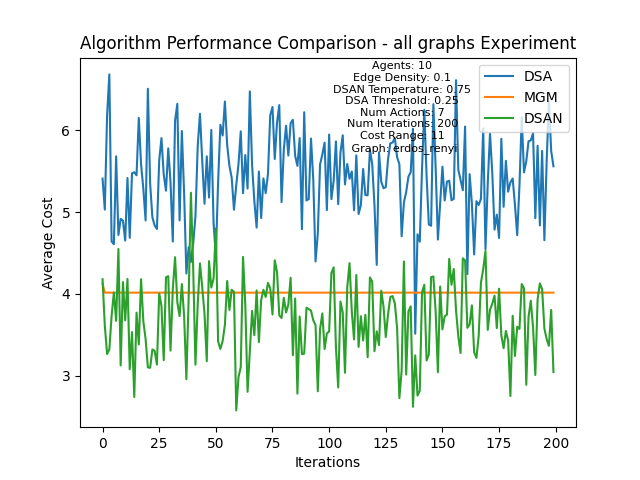 Algorithm Performance Comparison - all graphs Experiment
Agents: 10
Edge Density: 0.1
DSAN Temperature: 0.75
DSA Threshold: 0.25
Num Actions: 7
Num Iterations: 200
Cost Range: 11
Graph: erdos_renyi
DSA
MGM
DSAN
Average Cost
6
5
4
3
0
25
50
75
100
125
150
175
200
Iterations